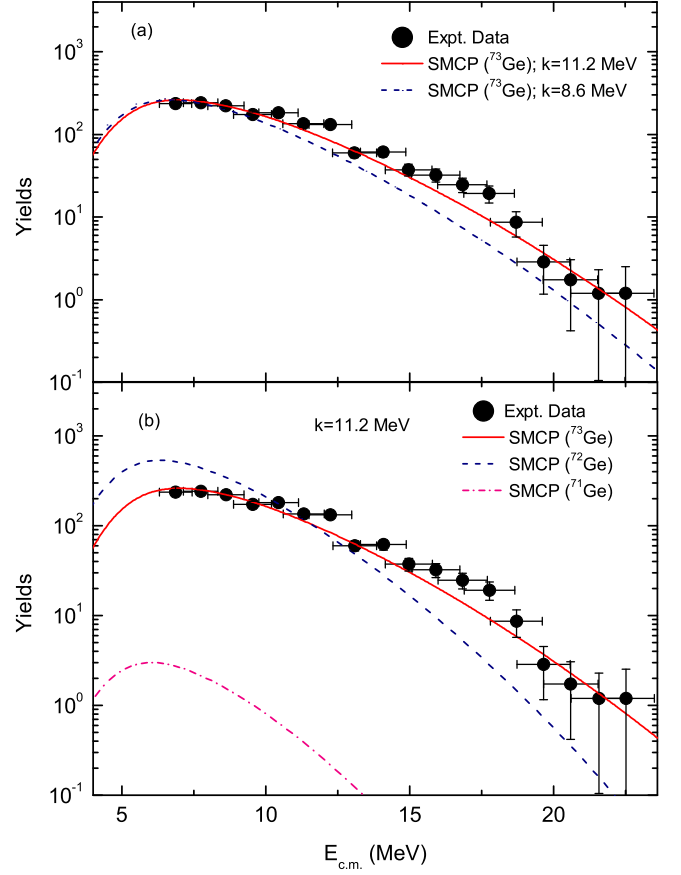 (a)
Expt. Data
SMCP (⁷³Ge); k=11.2 MeV
SMCP (⁷³Ge); k=8.6 MeV
10³
10²
10¹
10⁰
10⁻¹
Yields
(b)
k=11.2 MeV
Expt. Data
SMCP (⁷³Ge)
SMCP (⁷²Ge)
SMCP (⁷¹Ge)
10³
10²
10¹
10⁰
10⁻¹
Yields
5 10 15 20
E_c.m. (MeV)